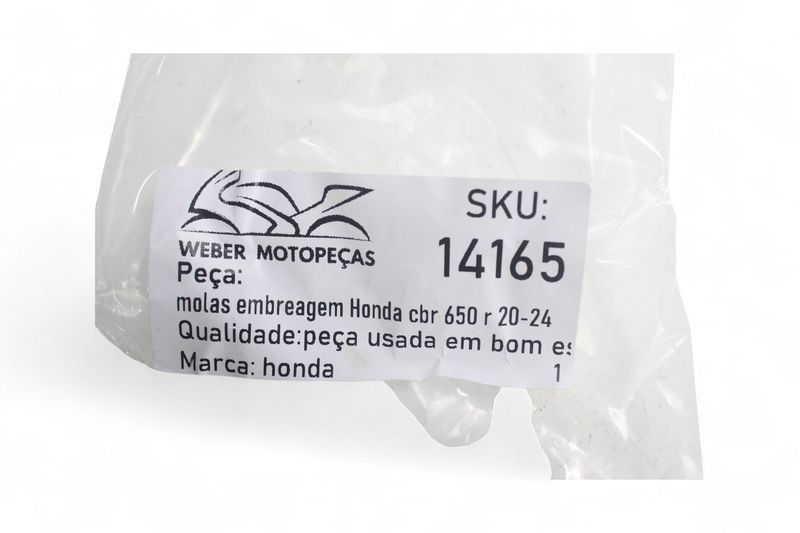 SKU:
14165
WEBER MOTOPEÇAS
Peça:
molas embreagem Honda cbr 650 r 20-24
Qualidade:peça usada em bom es
Marca: honda
1